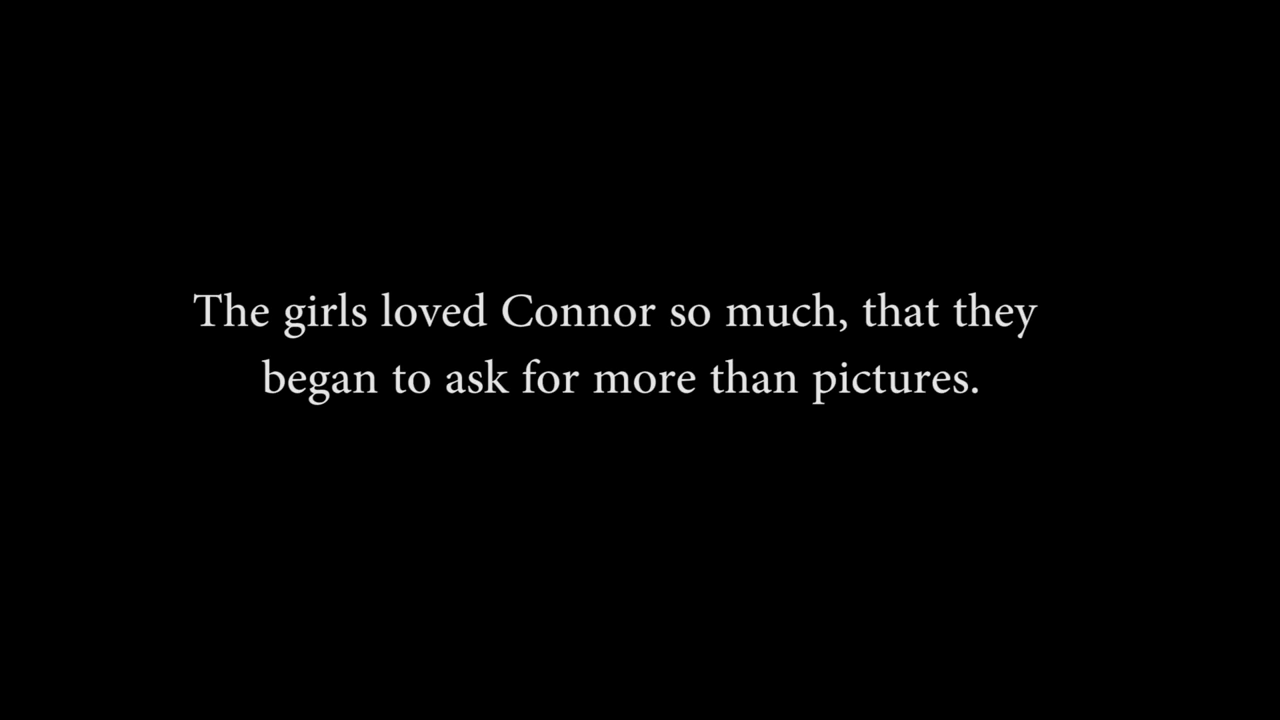 The girls loved Connor so much, that they
began to ask for more than pictures.